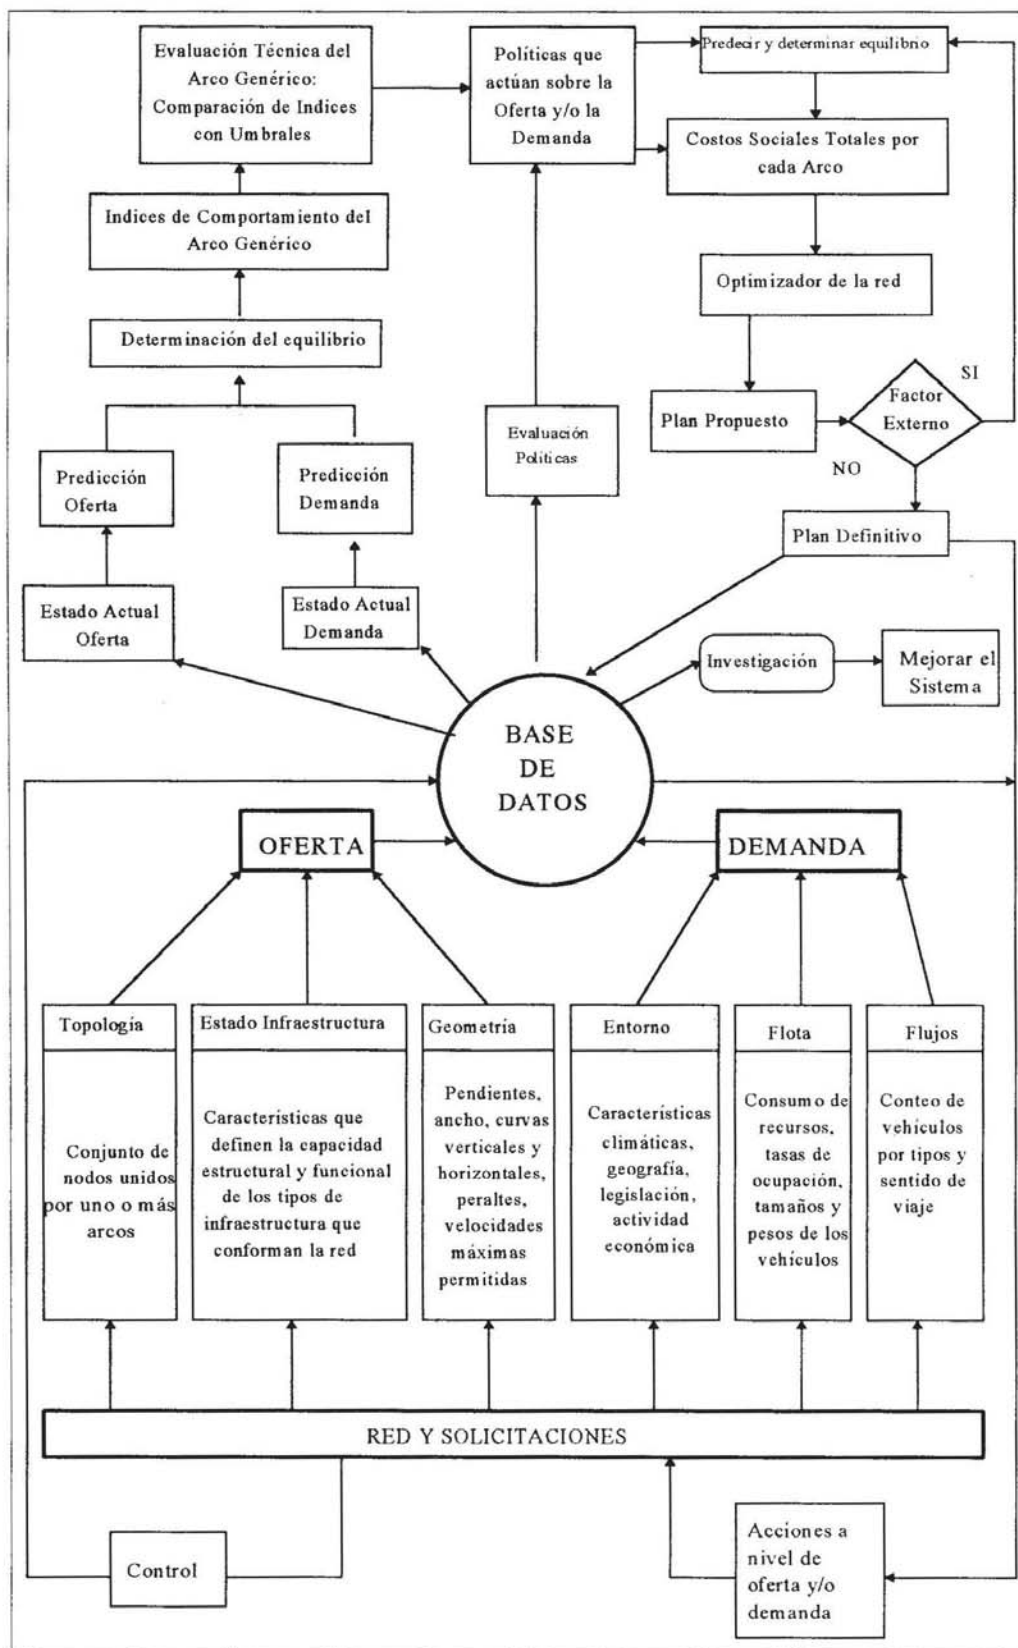 Evaluación Técnica del
Arco Genérico:
Comparación de Indices
con Umbrales
Políticas que
actúan sobre la
Oferta y/o la
Demanda
Predecir y determinar equilibrio
Costos Sociales Totales por
cada Arco
Indices de Comportamiento del
Arco Genérico
Optimizador de la red
Determinación del equilibrio
SI
Factor
Externo
Plan Propuesto
NO
Evaluación
Políticas
Predicción
Oferta
Predicción
Demanda
Plan Definitivo
Estado Actual
Oferta
Estado Actual
Demanda
Investigación
Mejorar el
Sistema
BASE
DE
DATOS
OFERTA
DEMANDA
Topología
Conjunto de
nodos unidos
por uno o más
arcos
Estado Infraestructura
Características que
definen la capacidad
estructural y funcional
de los tipos de
infraestructura que
conforman la red
Geometría
Pendientes,
ancho, curvas
verticales y
horizontales,
peraltes,
velocidades
máximas
permitidas
Entorno
Características
climáticas,
geografía,
legislación,
actividad
económica
Flota
Consumo de
recursos,
tasas de
ocupación,
tamaños y
pesos de los
vehículos
Flujos
Conteo de
vehículos
por tipos y
sentido de
viaje
RED Y SOLICITACIONES
Control
Acciones a
nivel de
oferta y/o
demanda